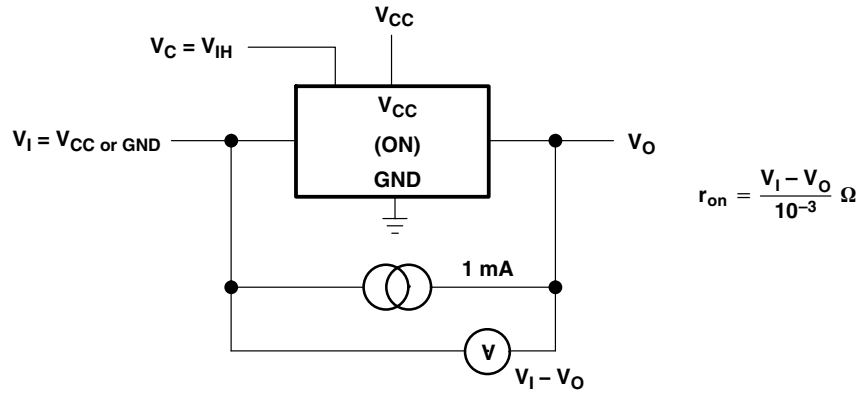 VCC
VC = VIH
VCC
VI = VCC or GND
(ON)
VO
GND
ron = VI – VO / 10–3 Ω
1 mA
V
VI – VO